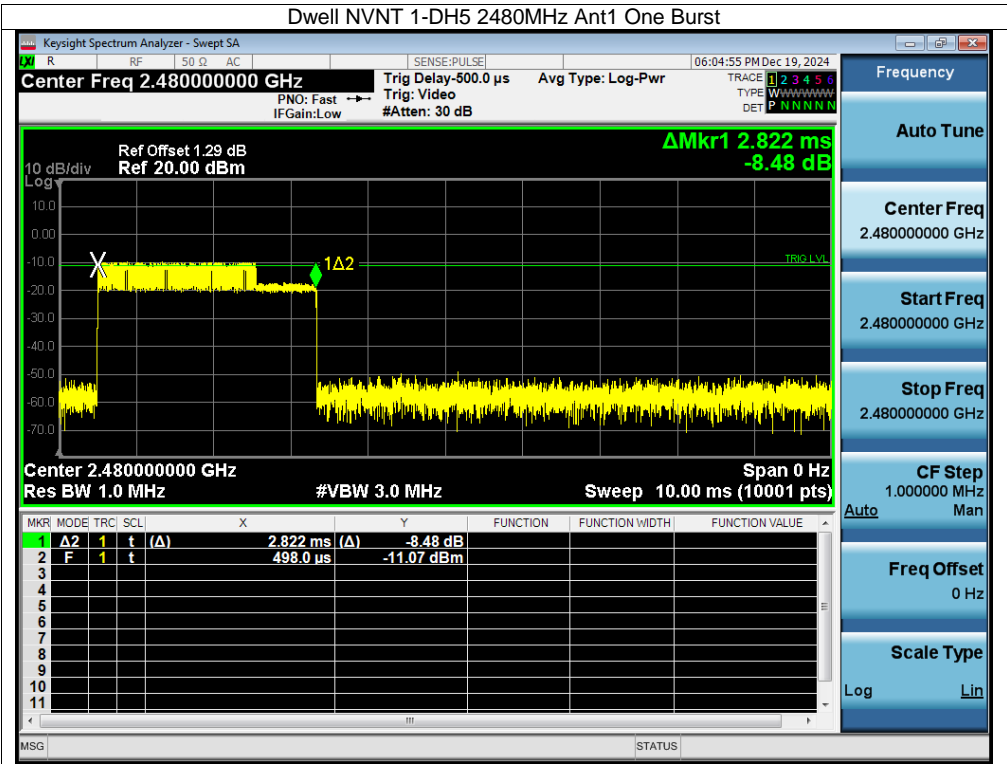 Dwell NVNT 1-DH5 2480MHz Ant1 One Burst
Keysight Spectrum Analyzer - Swept SA
LXI R RF 50 Ω AC SENSE:PULSE 06:04:55 PM Dec 19, 2024
Center Freq 2.480000000 GHz
PNO: Fast
IFGain:Low
Trig Delay-500.0 µs
Trig: Video
#Atten: 30 dB
Avg Type: Log-Pwr
TRACE 1 2 3 4 5 6
TYPE WWWWWWW
DET P N N N N N
ΔMkr1 2.822 ms
-8.48 dB
Ref Offset 1.29 dB
10 dB/div Ref 20.00 dBm
Log
10.0
0.00
-10.0
-20.0
-30.0
-40.0
-50.0
-60.0
-70.0
1Δ2
TRIG LVL
Center 2.480000000 GHz Span 0 Hz
Res BW 1.0 MHz #VBW 3.0 MHz Sweep 10.00 ms (10001 pts)
MKR MODE TRC SCL X Y FUNCTION FUNCTION WIDTH FUNCTION VALUE
1 Δ2 1 t (Δ) 2.822 ms (Δ) -8.48 dB
2 F 1 t 498.0 µs -11.07 dBm
3
4
5
6
7
8
9
10
11
MSG STATUS
Frequency
Auto Tune
Center Freq
2.480000000 GHz
Start Freq
2.480000000 GHz
Stop Freq
2.480000000 GHz
CF Step
1.000000 MHz
Auto Man
Freq Offset
0 Hz
Scale Type
Log Lin